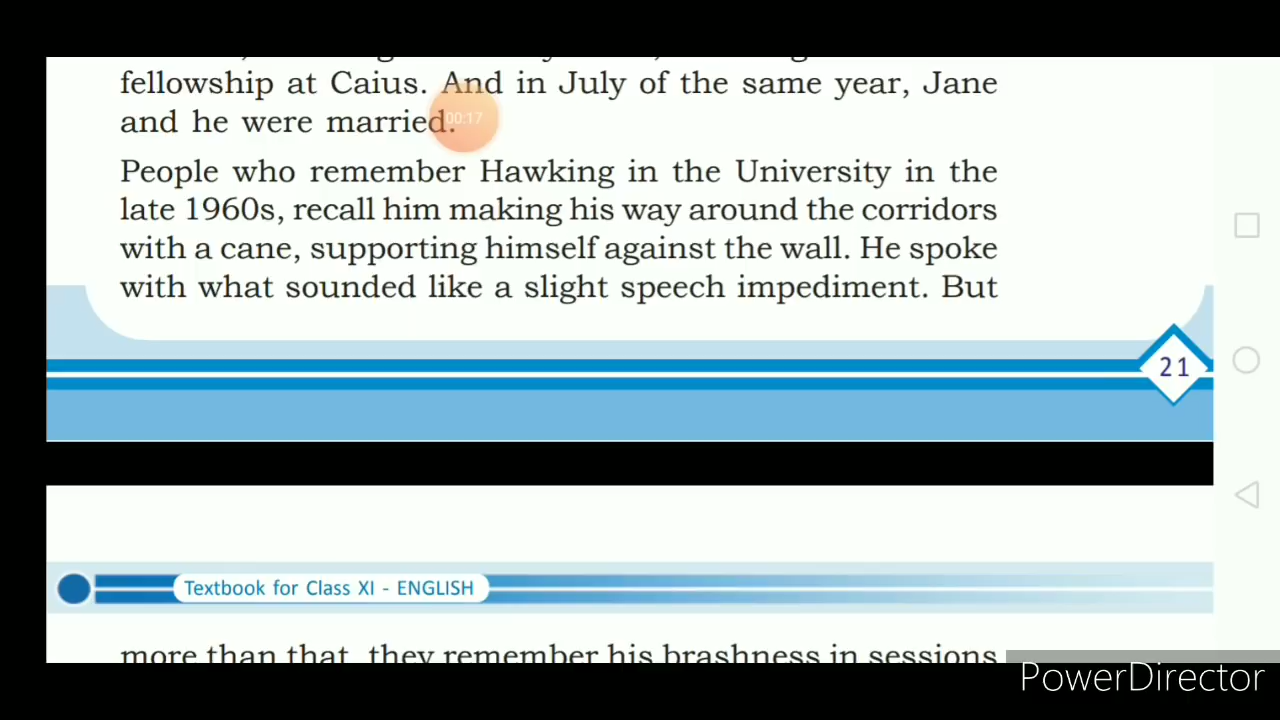 fellowship at Caius. And in July of the same year, Jane
and he were married.
00:17
People who remember Hawking in the University in the
late 1960s, recall him making his way around the corridors
with a cane, supporting himself against the wall. He spoke
with what sounded like a slight speech impediment. But
21
Textbook for Class XI - ENGLISH
more than that, they remember his brashness in sessions
PowerDirector